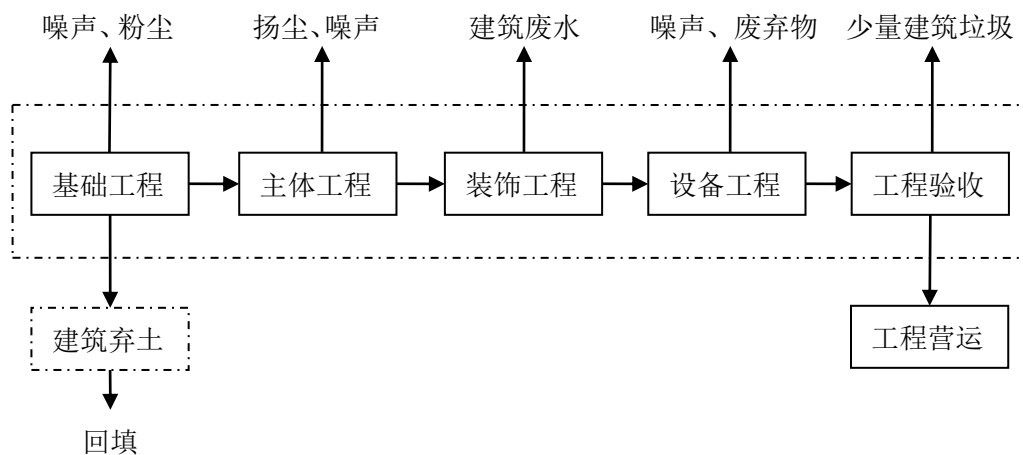 噪声、粉尘 扬尘、噪声 建筑废水 噪声、废弃物 少量建筑垃圾
基础工程 主体工程 装饰工程 设备工程 工程验收
建筑弃土 工程营运
回填